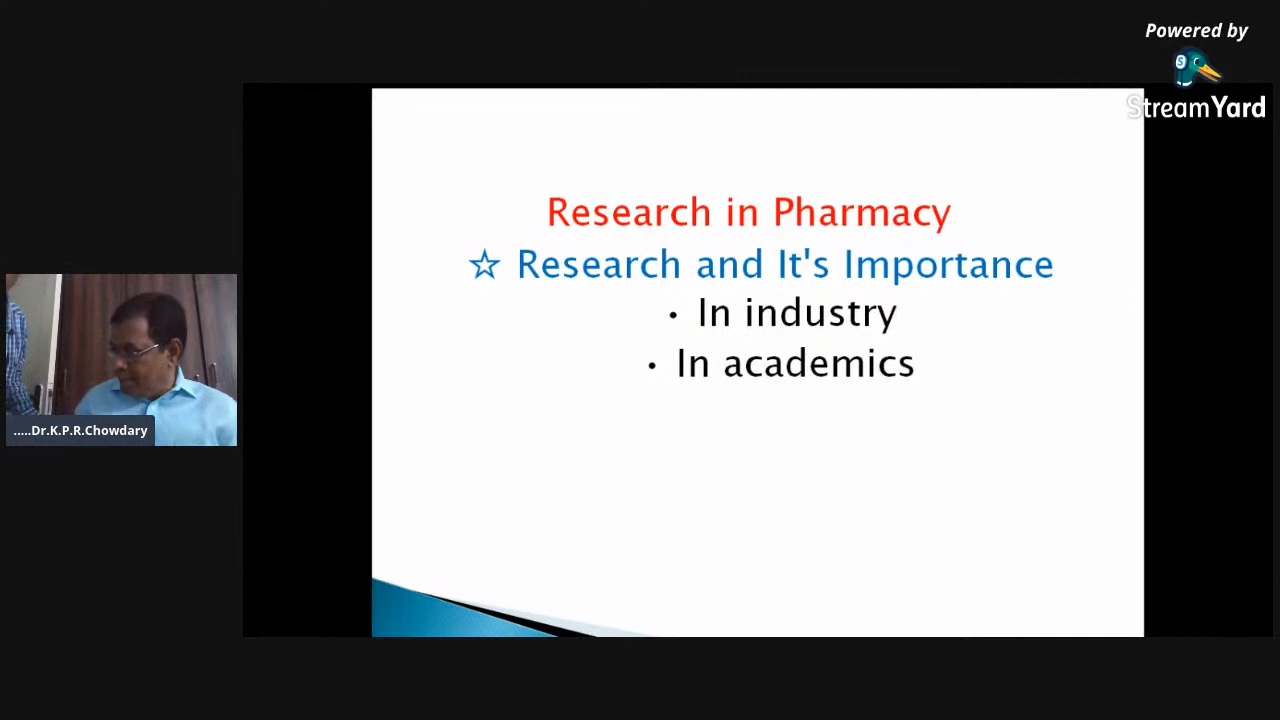 Powered by
StreamYard
Research in Pharmacy
☆ Research and It's Importance
• In industry
• In academics
.....Dr.K.P.R.Chowdary